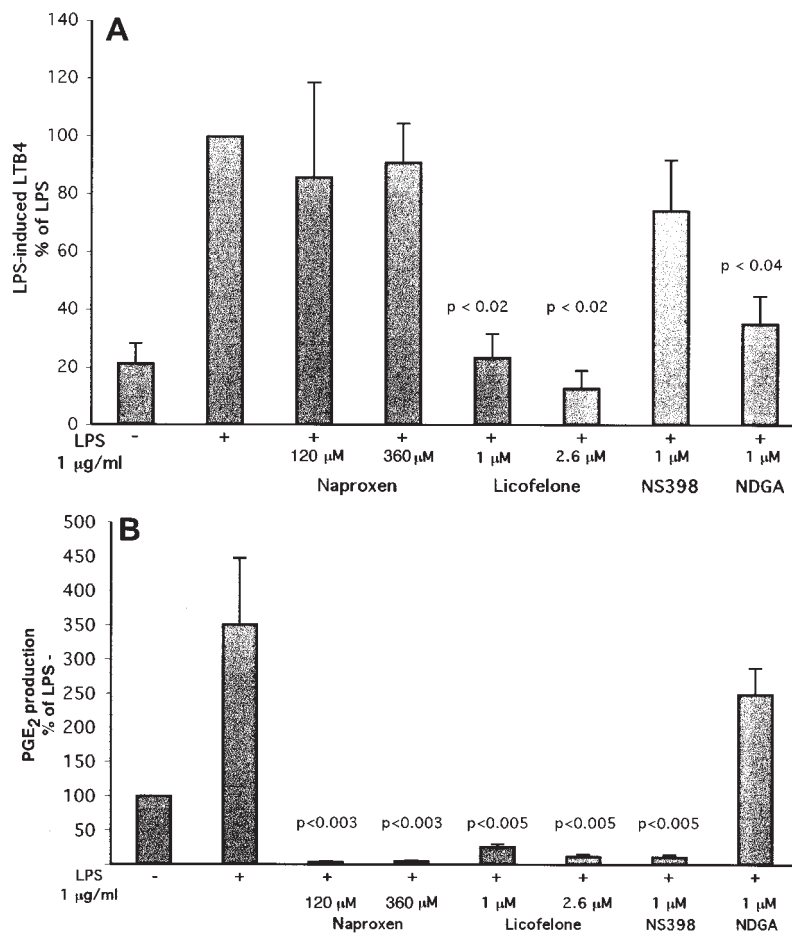 A
140
120
100
80
60
40
20
0
LPS-induced LTB4
% of LPS
p < 0.02
p < 0.02
p < 0.04
LPS - + + + + + + +
1 µg/ml 120 µM 360 µM 1 µM 2.6 µM 1 µM 1 µM
Naproxen Licofelone NS398 NDGA
B
500
450
400
350
300
250
200
150
100
50
PGE2 production
% of LPS -
p<0.003 p<0.003 p<0.005 p<0.005 p<0.005
LPS - + + + + + + +
1 µg/ml 120 µM 360 µM 1 µM 2.6 µM 1 µM 1 µM
Naproxen Licofelone NS398 NDGA